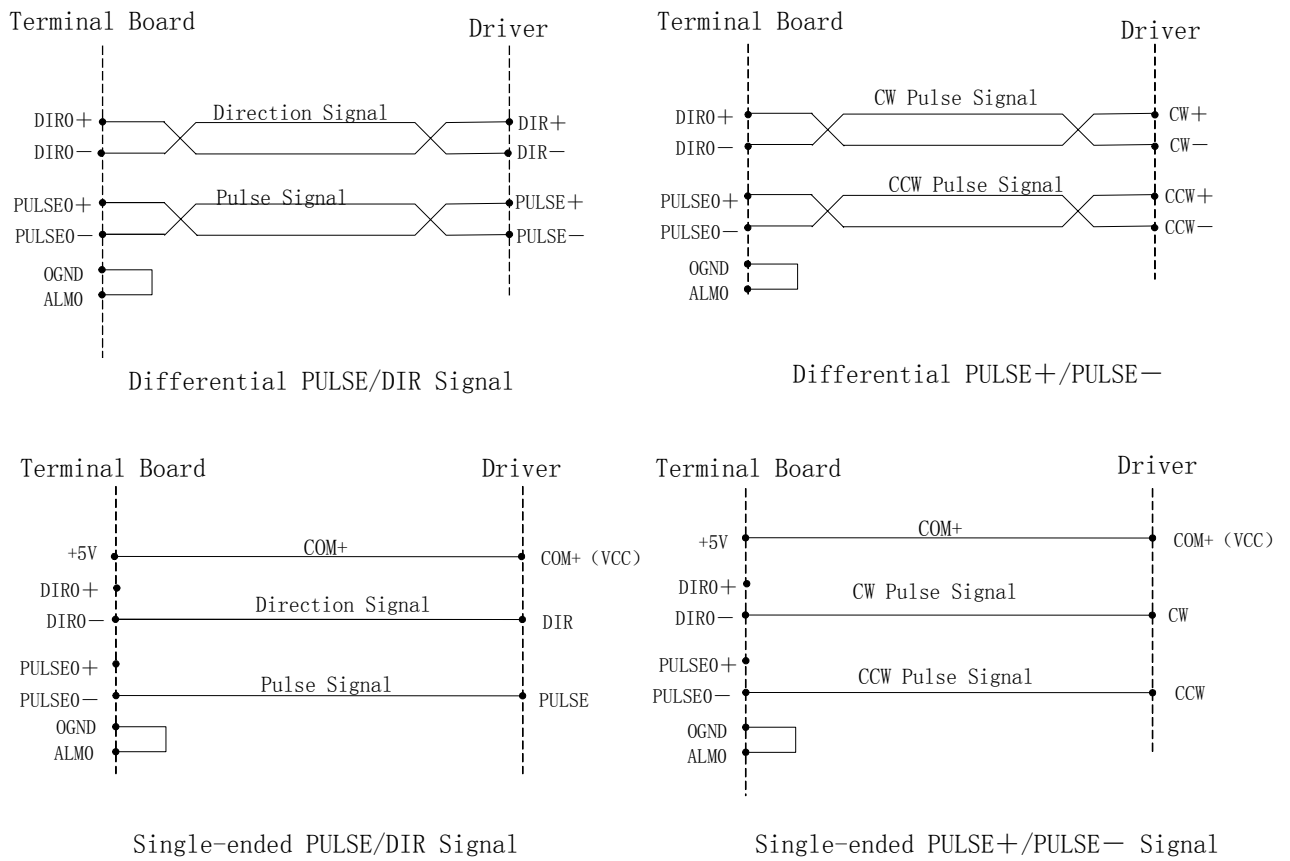 Terminal Board
Driver
DIR0+
Direction Signal
DIR+
DIR0-
DIR-
PULSE0+
Pulse Signal
PULSE+
PULSE0-
PULSE-
OGND
ALM0
Differential PULSE/DIR Signal
Terminal Board
Driver
DIR0+
CW Pulse Signal
CW+
DIR0-
CW-
PULSE0+
CCW Pulse Signal
CCW+
PULSE0-
CCW-
OGND
ALM0
Differential PULSE+/PULSE-
Terminal Board
Driver
+5V
COM+
COM+ (VCC)
DIR0+
DIR0-
Direction Signal
DIR
PULSE0+
PULSE0-
Pulse Signal
PULSE
OGND
ALM0
Single-ended PULSE/DIR Signal
Terminal Board
Driver
+5V
COM+
COM+ (VCC)
DIR0+
DIR0-
CW Pulse Signal
CW
PULSE0+
PULSE0-
CCW Pulse Signal
CCW
OGND
ALM0
Single-ended PULSE+/PULSE- Signal